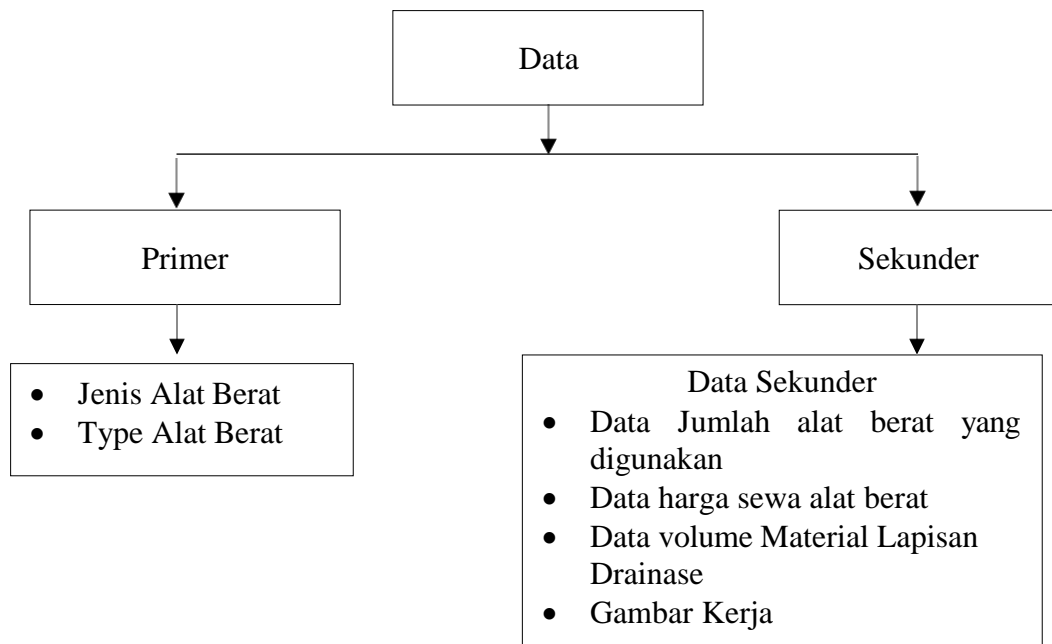 Data
Primer
Sekunder
• Jenis Alat Berat
• Type Alat Berat
Data Sekunder
• Data Jumlah alat berat yang
digunakan
• Data harga sewa alat berat
• Data volume Material Lapisan
Drainase
• Gambar Kerja